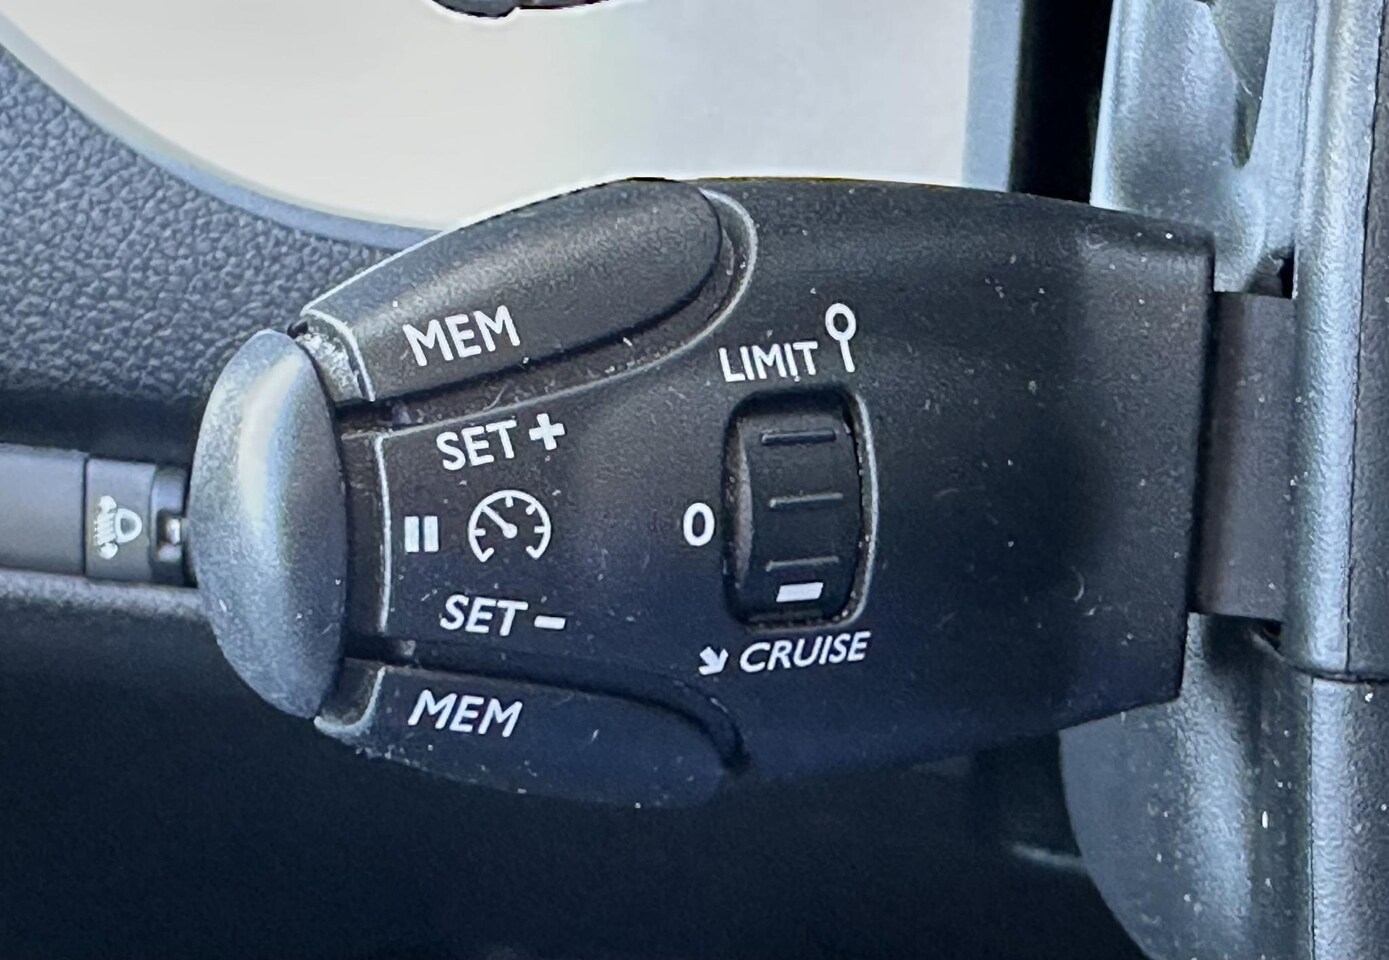 MEM
LIMIT
SET +
0
SET -
CRUISE
MEM